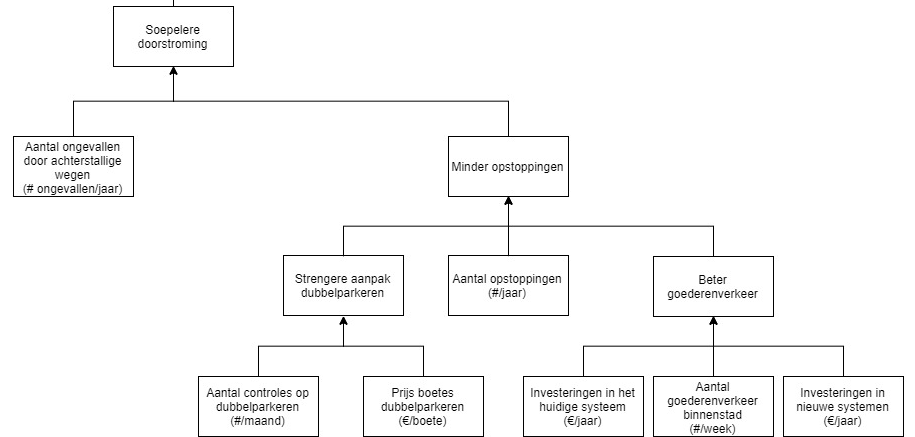 Soepelere
doorstroming
Aantal ongevallen
door achterstallige
wegen
(# ongevallen/jaar)
Minder opstoppingen
Strengere aanpak
dubbelparkeren
Aantal opstoppingen
(#/jaar)
Beter
goederenverkeer
Aantal controles op
dubbelparkeren
(#/maand)
Prijs boetes
dubbelparkeren
(€/boete)
Investeringen in het
huidige systeem
(€/jaar)
Aantal
goederenverkeer
binnenstad
(#/week)
Investeringen in
nieuwe systemen
(€/jaar)